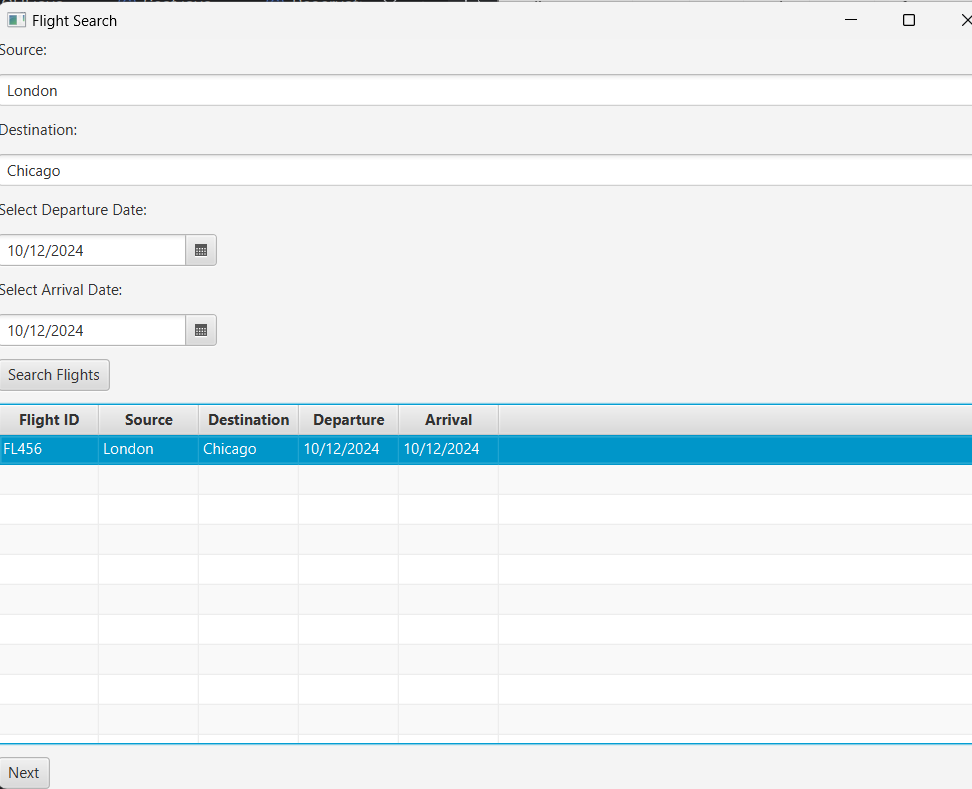 Flight Search
Source:
London
Destination:
Chicago
Select Departure Date:
10/12/2024
Select Arrival Date:
10/12/2024
Search Flights
Flight ID Source Destination Departure Arrival
FL456 London Chicago 10/12/2024 10/12/2024
Next